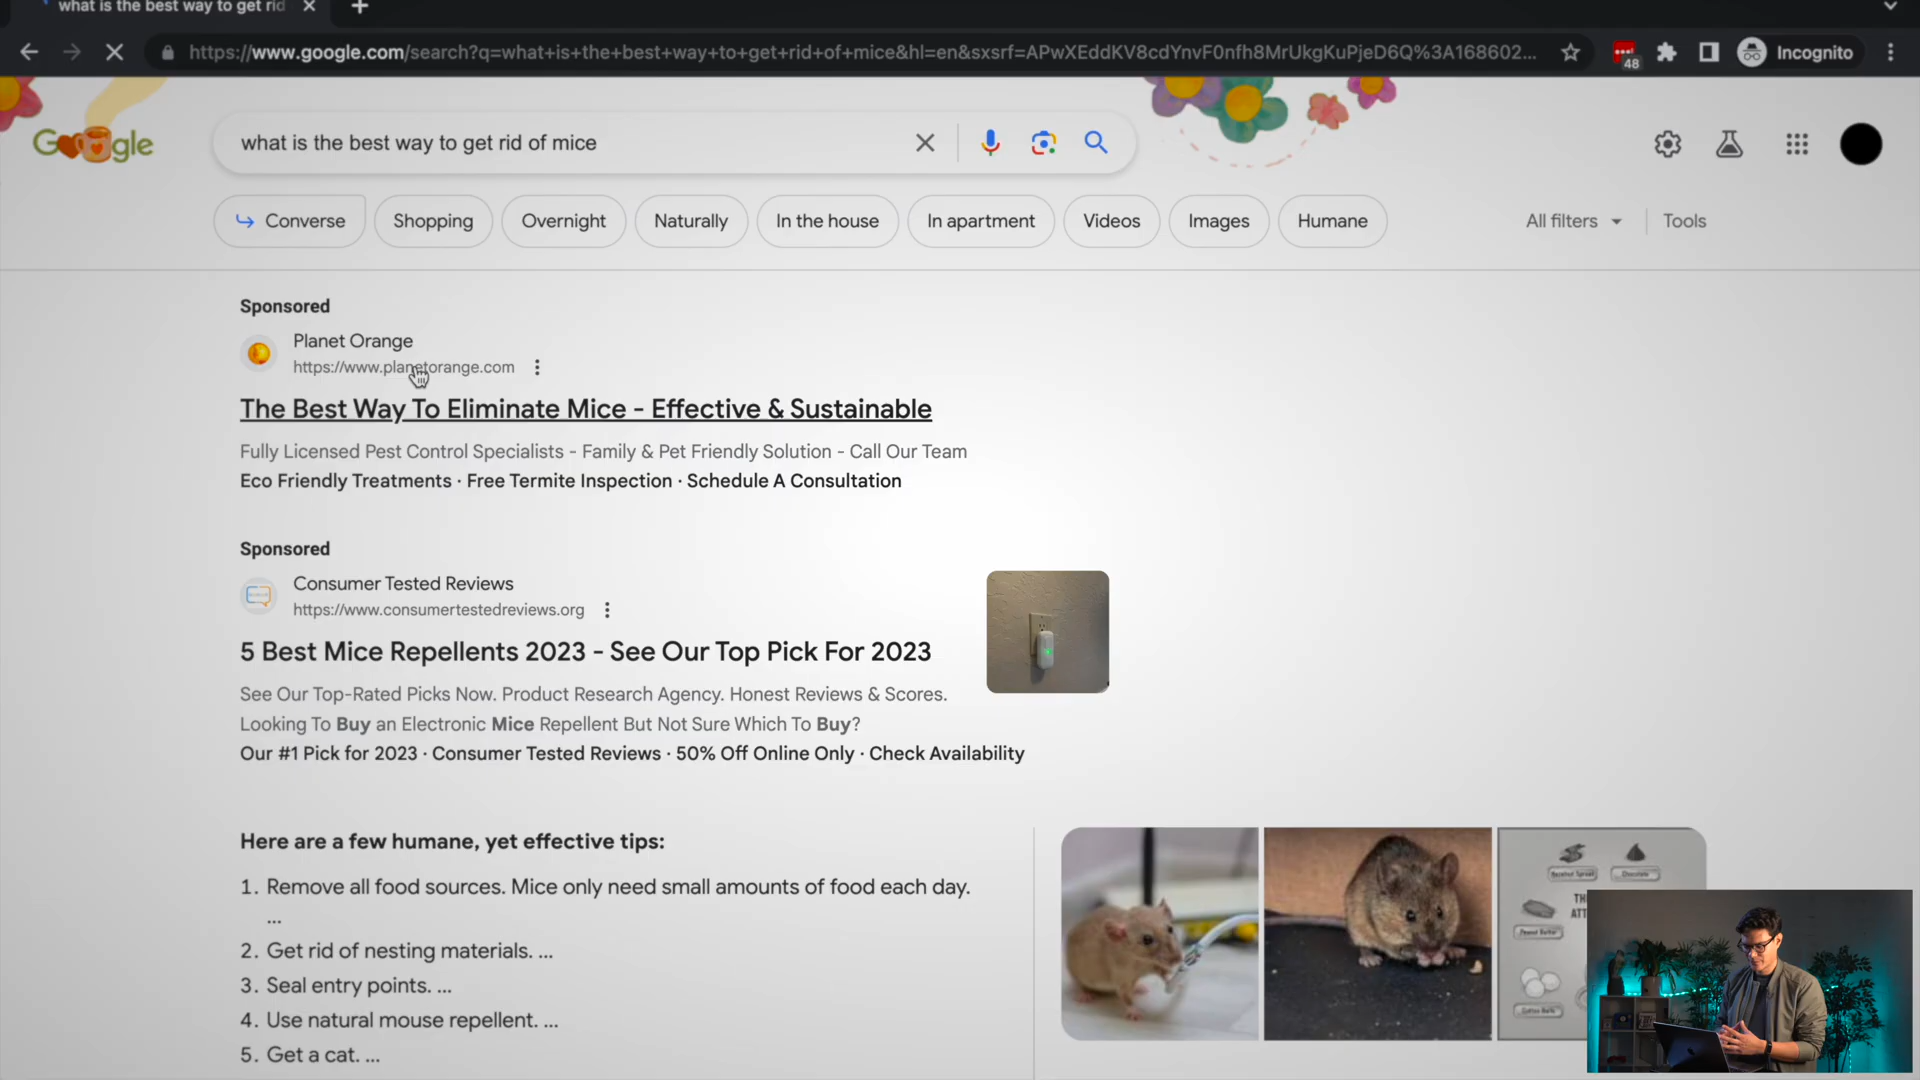 what is the best way to get rid
https://www.google.com/search?q=what+is+the+best+way+to+get+rid+of+mice&hl=en&sxsrf=APwXEddKV8cdYnvF0nfh8MrUkgKuPjeD6Q%3A168602...
48
Incognito
Google
what is the best way to get rid of mice
Converse
Shopping
Overnight
Naturally
In the house
In apartment
Videos
Images
Humane
All filters
Tools
Sponsored
Planet Orange
https://www.planetorange.com
The Best Way To Eliminate Mice - Effective & Sustainable
Fully Licensed Pest Control Specialists - Family & Pet Friendly Solution - Call Our Team
Eco Friendly Treatments · Free Termite Inspection · Schedule A Consultation
Sponsored
Consumer Tested Reviews
https://www.consumertestedreviews.org
5 Best Mice Repellents 2023 - See Our Top Pick For 2023
See Our Top-Rated Picks Now. Product Research Agency. Honest Reviews & Scores.
Looking To Buy an Electronic Mice Repellent But Not Sure Which To Buy?
Our #1 Pick for 2023 · Consumer Tested Reviews · 50% Off Online Only · Check Availability
Here are a few humane, yet effective tips:
1. Remove all food sources. Mice only need small amounts of food each day.
...
2. Get rid of nesting materials. ...
3. Seal entry points. ...
4. Use natural mouse repellent. ...
5. Get a cat. ...
Hazelnut Spread
Chocolate
TH
ATT
Peanut Butter